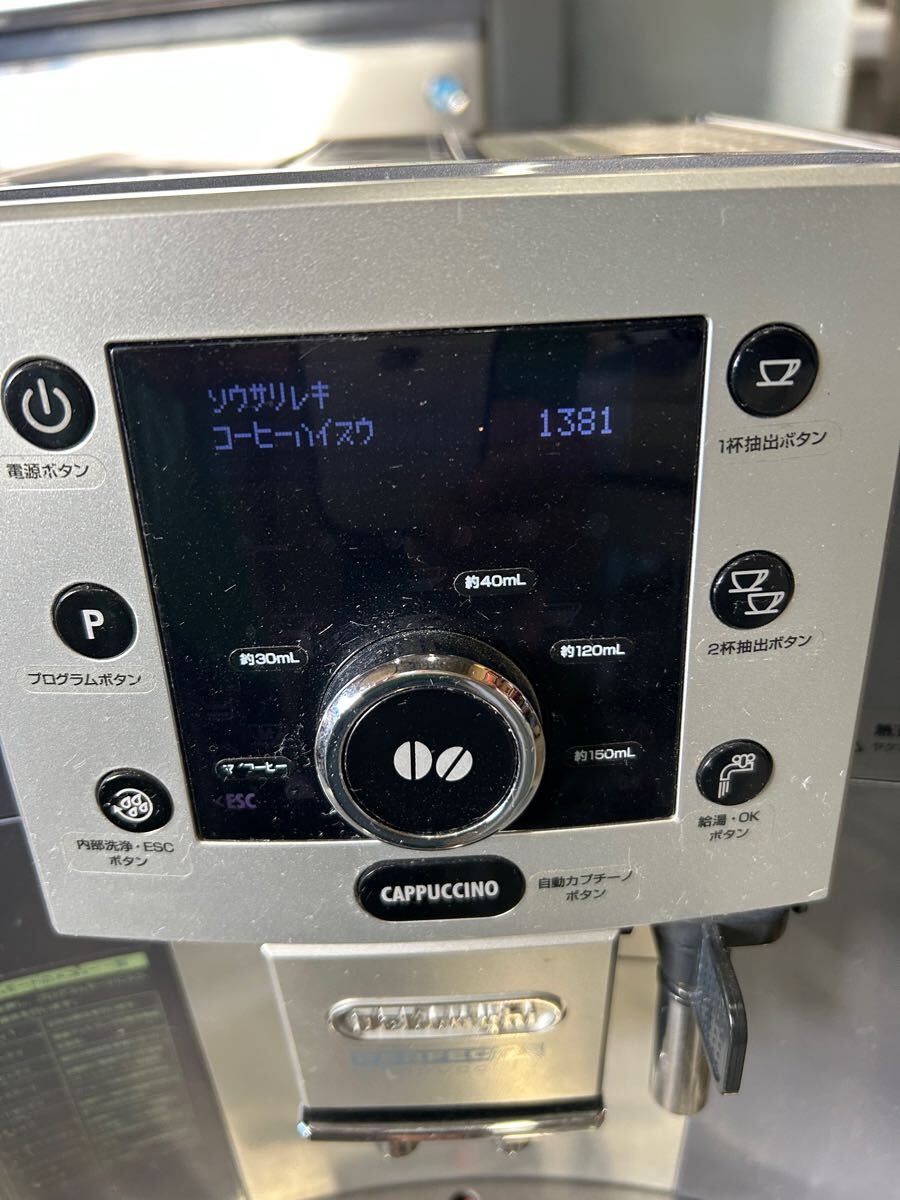 ソウサリレキ
コーヒーハイスウ 1381
電源ボタン
1杯抽出ボタン
約40mL
P
プログラムボタン
約30mL
約120mL
2杯抽出ボタン
マイコーヒー
約150mL
<ESC
内部洗浄・ESC
ボタン
給湯・OK
ボタン
CAPPUCCINO
自動カプチーノ
ボタン
DeLonghi